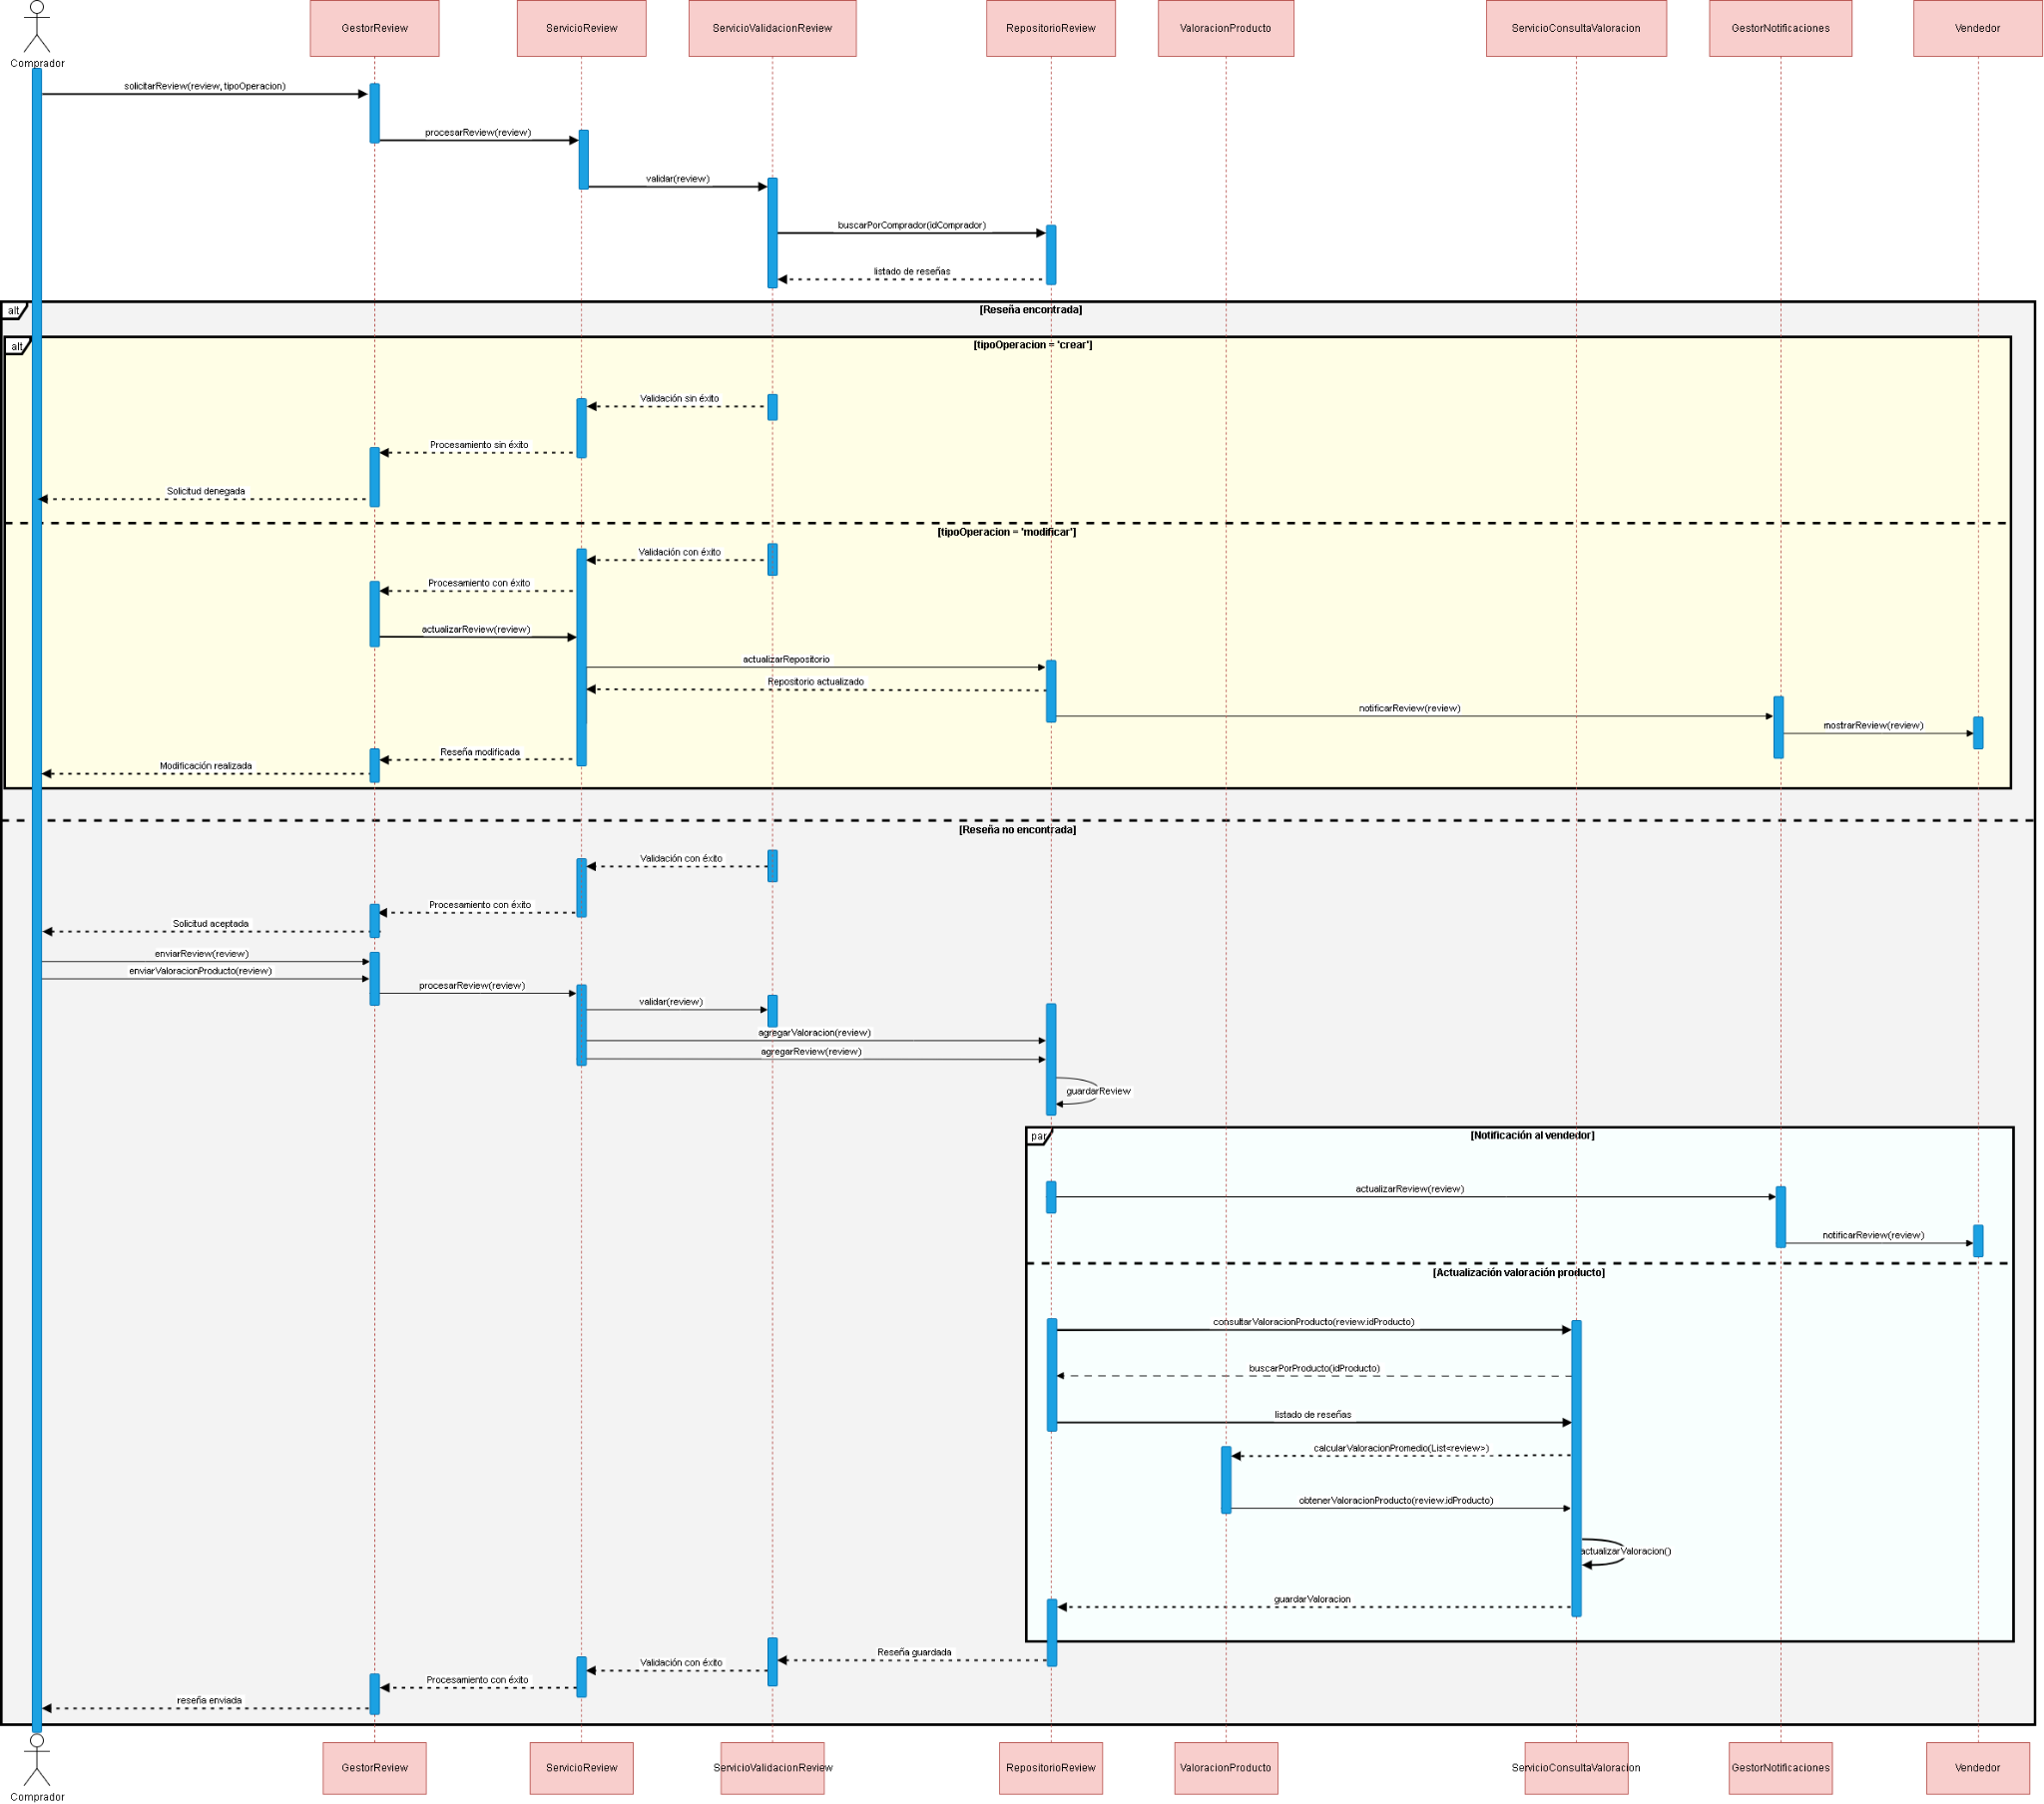 GestorReview
ServicioReview
ServicioValidacionReview
RepositorioReview
ValoracionProducto
ServicioConsultaValoracion
GestorNotificaciones
Vendedor
Comprador
solicitarReview(review, tipoOperacion)
procesarReview(review)
validar(review)
buscarPorComprador(idComprador)
listado de reseñas
alt
[Reseña encontrada]
alt
[tipoOperacion = 'crear']
Validación sin éxito
Procesamiento sin éxito
Solicitud denegada
[tipoOperacion = 'modificar']
Validación con éxito
Procesamiento con éxito
actualizarReview(review)
actualizarRepositorio
Repositorio actualizado
notificarReview(review)
mostrarReview(review)
Reseña modificada
Modificación realizada
[Reseña no encontrada]
Validación con éxito
Procesamiento con éxito
Solicitud aceptada
enviarReview(review)
enviarValoracionProducto(review)
procesarReview(review)
validar(review)
agregarValoracion(review)
agregarReview(review)
guardarReview
par
[Notificación al vendedor]
actualizarReview(review)
notificarReview(review)
[Actualización valoración producto]
consultarValoracionProducto(review.idProducto)
buscarPorProducto(idProducto)
listado de reseñas
calcularValoracionPromedio(List<review>)
obtenerValoracionProducto(review.idProducto)
actualizarValoracion()
guardarValoracion
Reseña guardada
Validación con éxito
Procesamiento con éxito
reseña enviada
GestorReview
ServicioReview
ServicioValidacionReview
RepositorioReview
ValoracionProducto
ServicioConsultaValoracion
GestorNotificaciones
Vendedor
Comprador